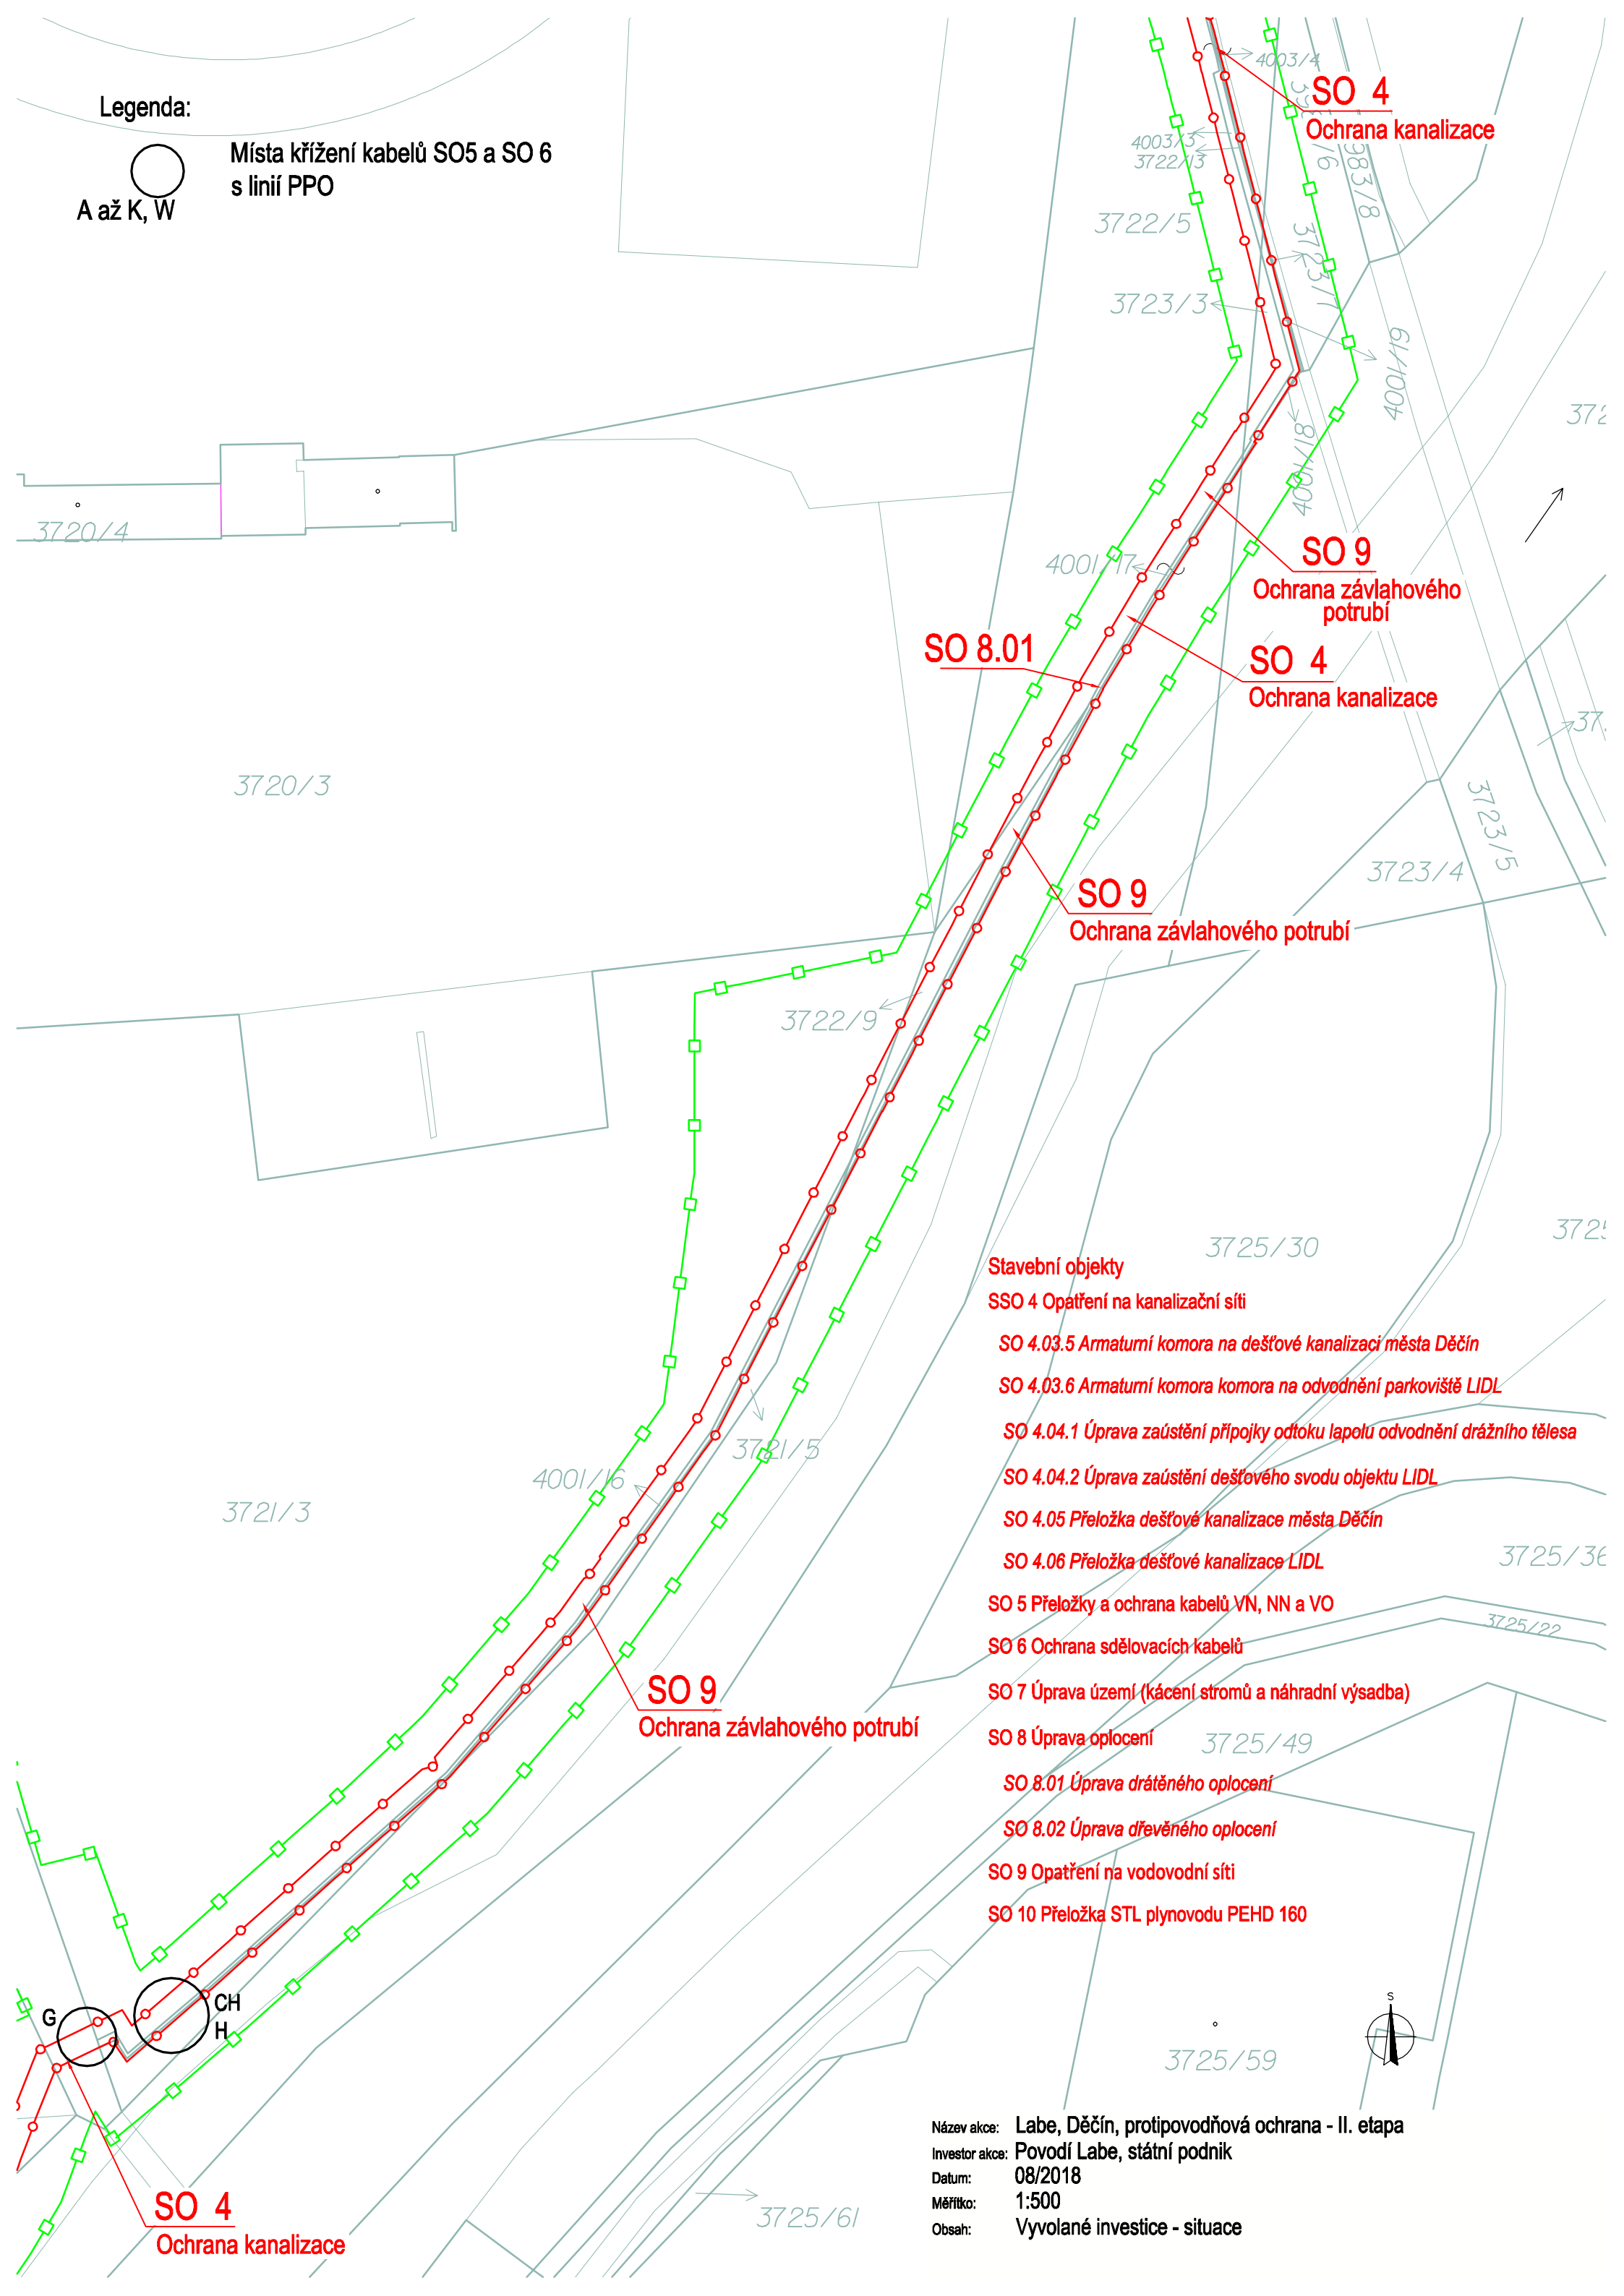 Legenda:
Místa křížení kabelů SO5 a SO 6
s linií PPO
A až K, W
4003/4
SO 4
Ochrana kanalizace
4003/3
3722/13
983/8
3722/5
3723/7
3723/3
4001/19
4001/18
3720/4
SO 9
Ochrana závlahového
potrubí
4001/17
SO 8.01
SO 4
Ochrana kanalizace
3720/3
3723/5
3723/4
SO 9
Ochrana závlahového potrubí
3722/9
3725/30
Stavební objekty
SSO 4 Opatření na kanalizační síti
SO 4.03.5 Armaturní komora na dešťové kanalizací města Děčín
SO 4.03.6 Armaturní komora komora na odvodnění parkoviště LIDL
SO 4.04.1 Úprava zaústění přípojky odtoku lapolu odvodnění drážního tělesa
3721/5
4001/16
SO 4.04.2 Úprava zaústění dešťového svodu objektu LIDL
3721/3
SO 4.05 Přeložka dešťové kanalizace města Děčín
3725/36
SO 4.06 Přeložka dešťové kanalizace LIDL
SO 5 Přeložky a ochrana kabelů VN, NN a VO
3725/22
SO 6 Ochrana sdělovacích kabelů
SO 9
Ochrana závlahového potrubí
SO 7 Úprava území (kácení stromů a náhradní výsadba)
SO 8 Úprava oplocení
3725/49
SO 8.01 Úprava drátěného oplocení
SO 8.02 Úprava dřevěného oplocení
SO 9 Opatření na vodovodní síti
SO 10 Přeložka STL plynovodu PEHD 160
G
CH
H
S
3725/59
Název akce: Labe, Děčín, protipovodňová ochrana - II. etapa
Investor akce: Povodí Labe, státní podnik
Datum: 08/2018
Měřítko: 1:500
Obsah: Vyvolané investice - situace
3725/61
SO 4
Ochrana kanalizace